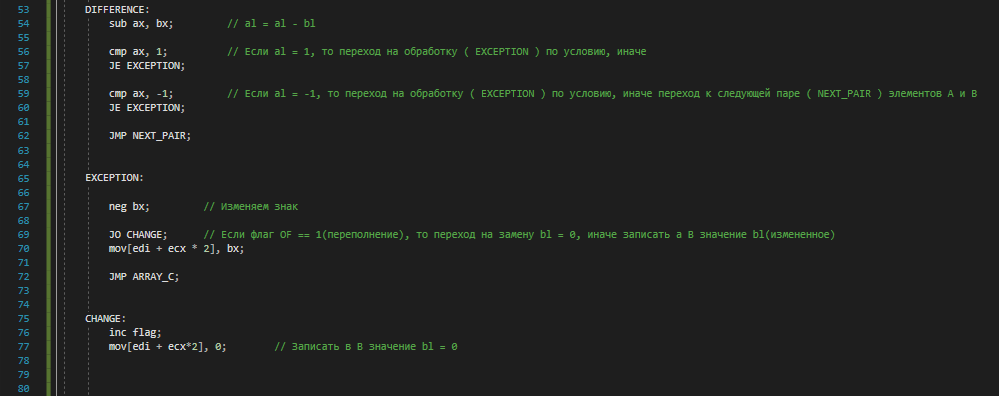 53 DIFFERENCE:
54 sub ax, bx; // al = al - bl
55
56 cmp ax, 1; // Если al = 1, то переход на обработку ( EXCEPTION ) по условию, иначе
57 JE EXCEPTION;
58
59 cmp ax, -1; // Если al = -1, то переход на обработку ( EXCEPTION ) по условию, иначе переход к следующей паре ( NEXT_PAIR ) элементов А и В
60 JE EXCEPTION;
61
62 JMP NEXT_PAIR;
63
64
65 EXCEPTION:
66
67 neg bx; // Изменяем знак
68
69 JO CHANGE; // Если флаг OF == 1(переполнение), то переход на замену bl = 0, иначе записать а В значение bl(измененное)
70 mov[edi + ecx * 2], bx;
71
72 JMP ARRAY_C;
73
74
75 CHANGE:
76 inc flag;
77 mov[edi + ecx*2], 0; // Записать в В значение bl = 0
78
79
80